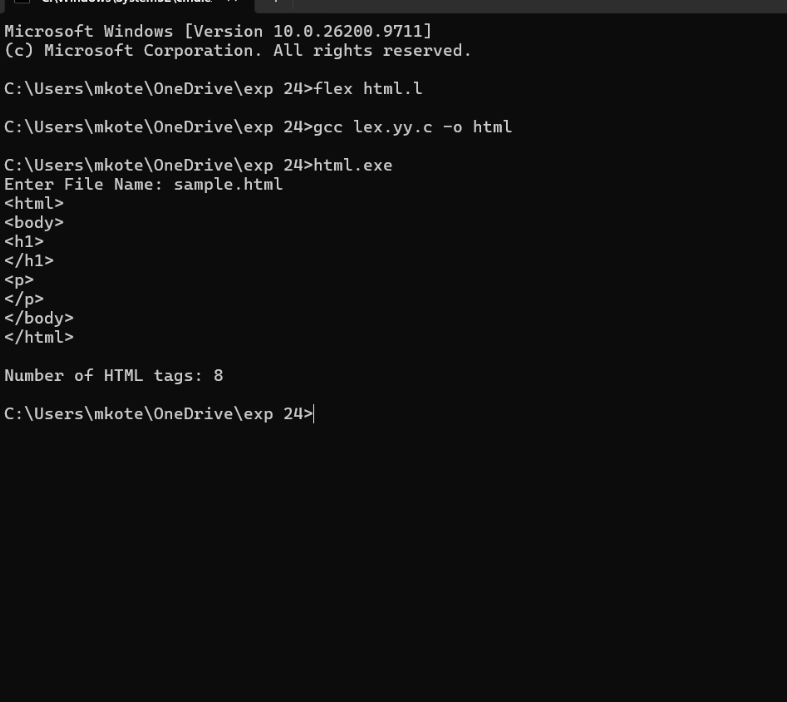 Microsoft Windows [Version 10.0.26200.9711]
(c) Microsoft Corporation. All rights reserved.
C:\Users\mkote\OneDrive\exp 24>flex html.l
C:\Users\mkote\OneDrive\exp 24>gcc lex.yy.c -o html
C:\Users\mkote\OneDrive\exp 24>html.exe
Enter File Name: sample.html
<html>
<body>
<h1>
</h1>
<p>
</p>
</body>
</html>
Number of HTML tags: 8
C:\Users\mkote\OneDrive\exp 24>